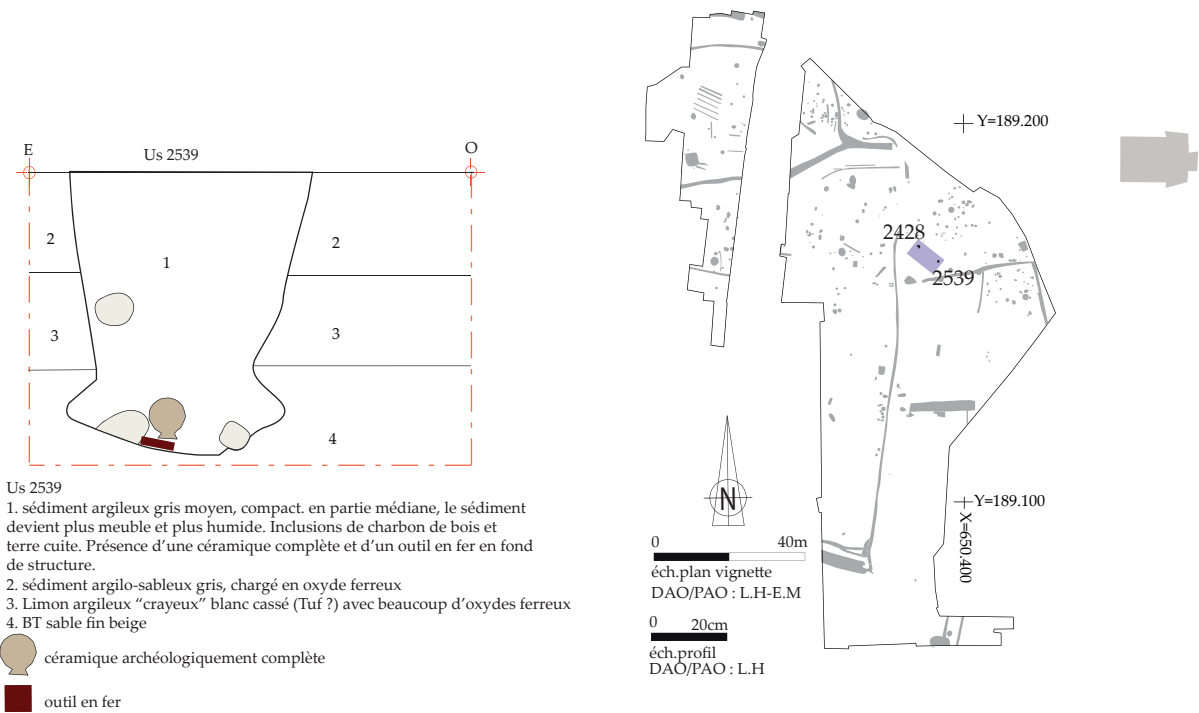 E
Us 2539
O
2
1
2
3
3
4
Us 2539
1. sédiment argileux gris moyen, compact. en partie médiane, le sédiment
devient plus meuble et plus humide. Inclusions de charbon de bois et
terre cuite. Présence d’une céramique complète et d’un outil en fer en fond
de structure.
2. sédiment argilo-sableux gris, chargé en oxyde ferreux
3. Limon argileux “crayeux” blanc cassé (Tuf ?) avec beaucoup d’oxydes ferreux
4. BT sable fin beige
céramique archéologiquement complète
outil en fer
Y=189.200
2428
2539
Y=189.100
X=650.400
N
0 40m
éch.plan vignette
DAO/PAO : L.H-E.M
0 20cm
éch.profil
DAO/PAO : L.H